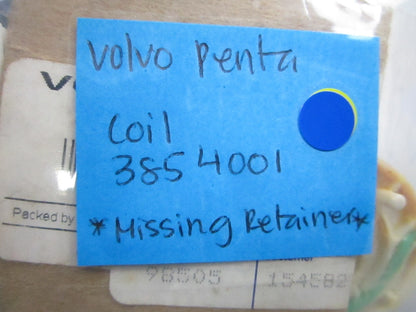 Volvo Penta
Coil
3854001
*Missing Retainer*
Packed by
98505
154582